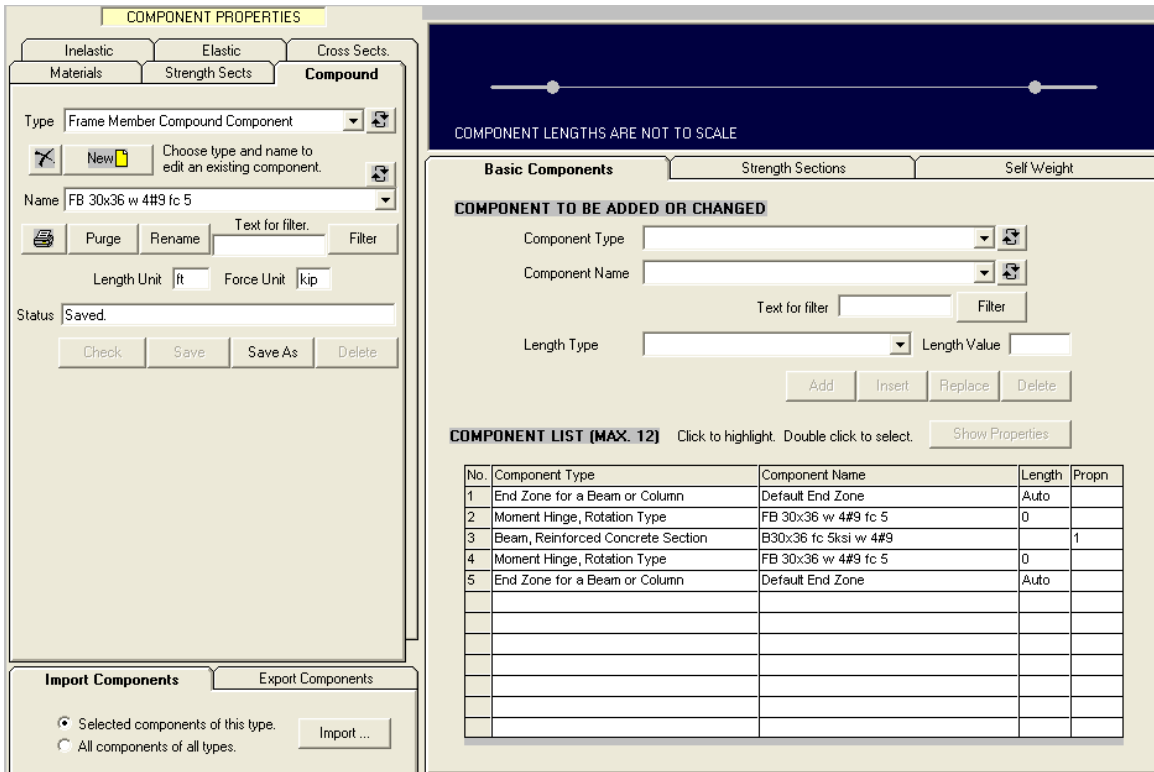 COMPONENT PROPERTIES
Inelastic Elastic Cross Sects.
Materials Strength Sects Compound
Type Frame Member Compound Component
New Choose type and name to
edit an existing component.
Name FB 30x36 w 4#9 fc 5
Purge Rename Text for filter. Filter
Length Unit ft Force Unit kip
Status Saved.
Check Save Save As Delete
Import Components Export Components
Selected components of this type.
All components of all types.
Import ...
COMPONENT LENGTHS ARE NOT TO SCALE
Basic Components Strength Sections Self Weight
COMPONENT TO BE ADDED OR CHANGED
Component Type
Component Name
Text for filter Filter
Length Type Length Value
Add Insert Replace Delete
COMPONENT LIST (MAX. 12) Click to highlight. Double click to select. Show Properties
No. Component Type Component Name Length Propn
1 End Zone for a Beam or Column Default End Zone Auto
2 Moment Hinge, Rotation Type FB 30x36 w 4#9 fc 5 0
3 Beam, Reinforced Concrete Section B30x36 fc 5ksi w 4#9 1
4 Moment Hinge, Rotation Type FB 30x36 w 4#9 fc 5 0
5 End Zone for a Beam or Column Default End Zone Auto